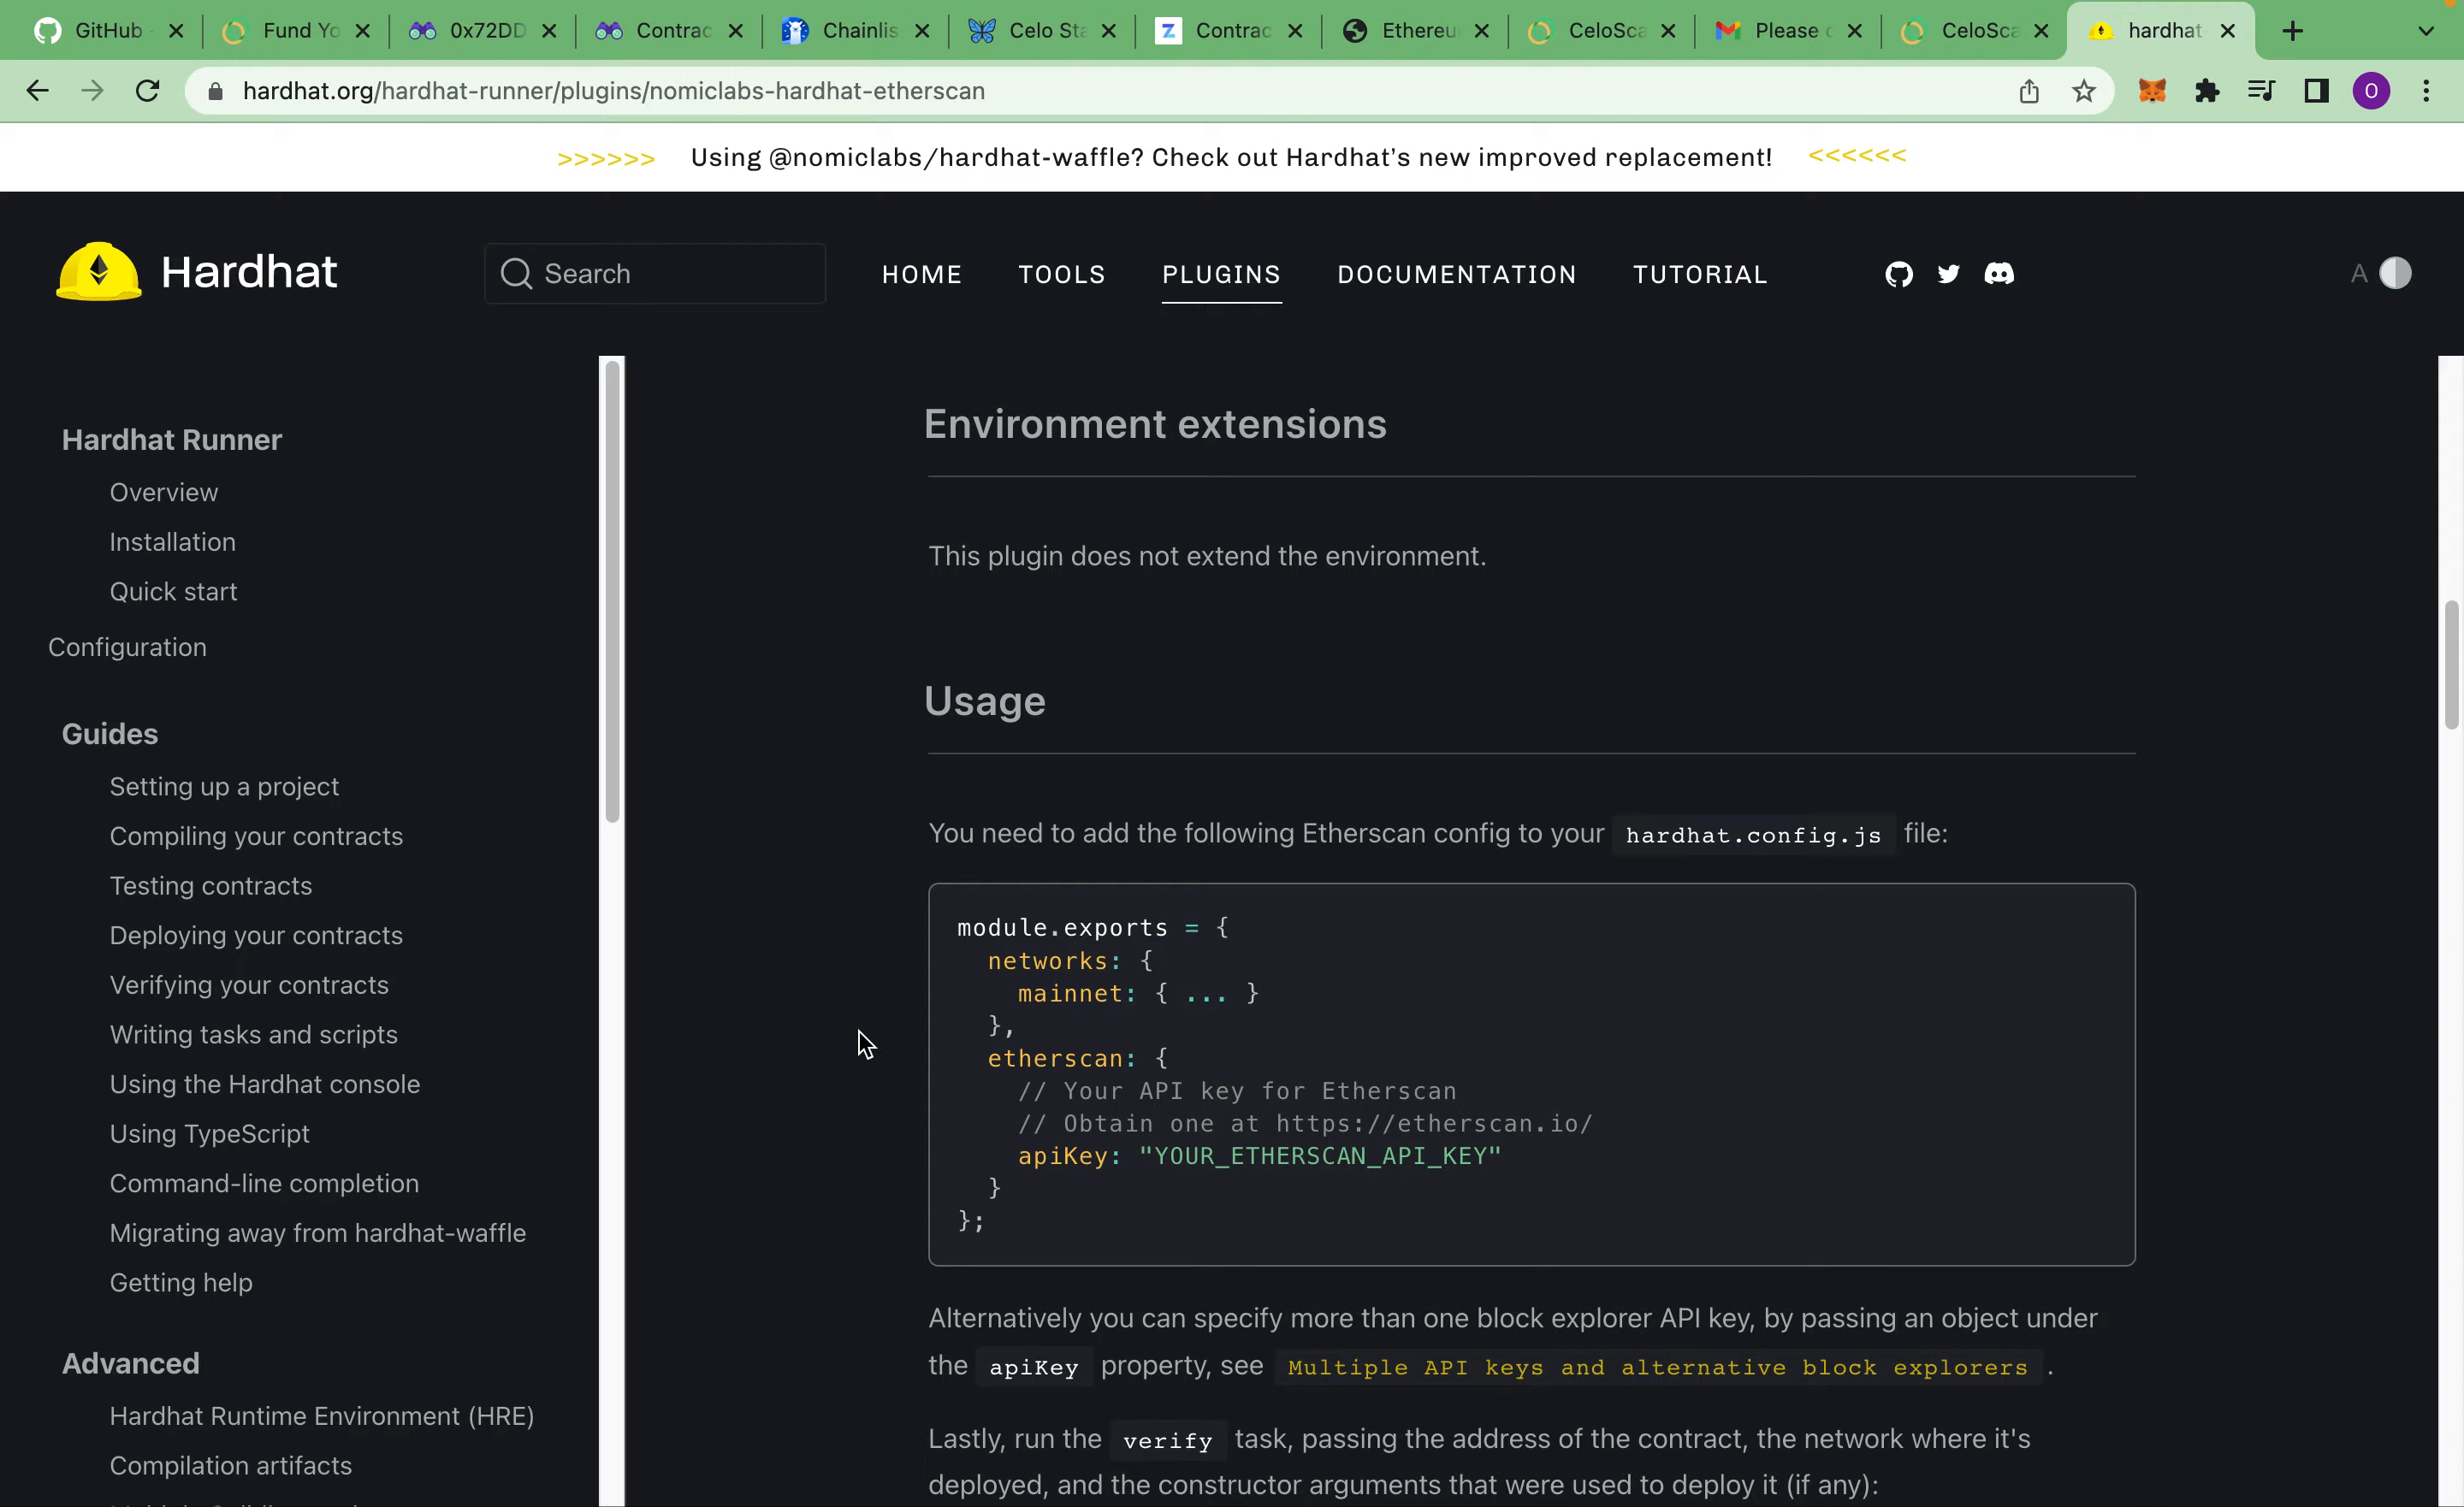 GitHub
Fund Yo
0x72DD
Contrac
Chainlis
Celo Sta
Contrac
Ethereu
CeloSca
Please c
CeloSca
hardhat
hardhat.org/hardhat-runner/plugins/nomiclabs-hardhat-etherscan
O
>>>>>> Using @nomiclabs/hardhat-waffle? Check out Hardhat’s new improved replacement! <<<<<<
Hardhat
Search
HOME
TOOLS
PLUGINS
DOCUMENTATION
TUTORIAL
A
Hardhat Runner
Overview
Installation
Quick start
Configuration
Guides
Setting up a project
Compiling your contracts
Testing contracts
Deploying your contracts
Verifying your contracts
Writing tasks and scripts
Using the Hardhat console
Using TypeScript
Command-line completion
Migrating away from hardhat-waffle
Getting help
Advanced
Hardhat Runtime Environment (HRE)
Compilation artifacts
Environment extensions
This plugin does not extend the environment.
Usage
You need to add the following Etherscan config to your hardhat.config.js file:
module.exports = {
  networks: {
    mainnet: { ... }
  },
  etherscan: {
    // Your API key for Etherscan
    // Obtain one at https://etherscan.io/
    apiKey: "YOUR_ETHERSCAN_API_KEY"
  }
};
Alternatively you can specify more than one block explorer API key, by passing an object under
the apiKey property, see Multiple API keys and alternative block explorers .
Lastly, run the verify task, passing the address of the contract, the network where it's
deployed, and the constructor arguments that were used to deploy it (if any):